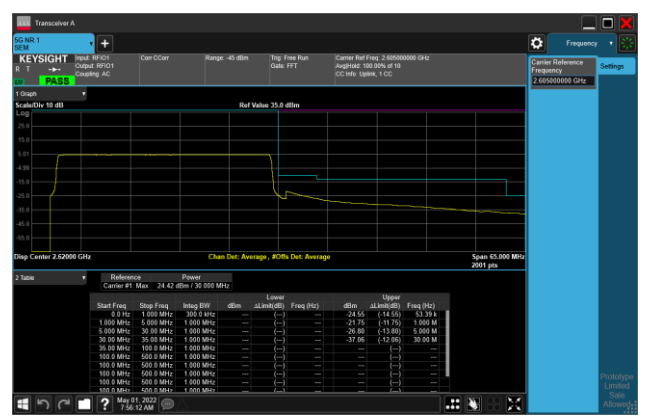 Transceiver A
5G NR 1
SEM
Frequency
KEYSIGHT Input: RFIO1 Corr CCorr Range: -45 dBm Trig: Free Run Carrier Ref Freq: 2.605000000 GHz
R T Output: RFIO1 Gate: FFT Avg|Hold: 100.00% of 10
Coupling: AC CC Info: Uplink, 1 CC
PASS
Carrier Reference
Frequency
2.605000000 GHz
Settings
1 Graph
Scale/Div 10 dB Ref Value 35.0 dBm
Log
25.0
15.0
5.01
-4.99
-15.0
-25.0
-35.0
-45.0
-55.0
Disp Center 2.62000 GHz Chan Det: Average, #Offs Det: Average Span 65.000 MHz
2001 pts
2 Table
Reference Power
Carrier #1 Max 24.42 dBm / 30.000 MHz
Lower Upper
Start Freq Stop Freq Integ BW dBm ΔLimit(dB) Freq (Hz) dBm ΔLimit(dB) Freq (Hz)
0.0 Hz 1.000 MHz 300.0 kHz --- (---) --- -24.55 (-14.55) 53.39 k
1.000 MHz 5.000 MHz 1.000 MHz --- (---) --- -21.75 (-11.75) 1.000 M
5.000 MHz 30.00 MHz 1.000 MHz --- (---) --- -26.80 (-13.80) 5.000 M
30.00 MHz 35.00 MHz 1.000 MHz --- (---) --- -37.06 (-12.06) 30.00 M
35.00 MHz 100.0 MHz 1.000 MHz --- (---) --- --- (---) ---
100.0 MHz 500.0 MHz 1.000 MHz --- (---) --- --- (---) ---
100.0 MHz 500.0 MHz 1.000 MHz --- (---) --- --- (---) ---
100.0 MHz 500.0 MHz 1.000 MHz --- (---) --- --- (---) ---
100.0 MHz 500.0 MHz 1.000 MHz --- (---) --- --- (---) ---
100.0 MHz 500.0 MHz 1.000 MHz --- (---) --- --- (---) ---
May 01, 2022
7:56:12 AM
Prototype
Limited
Sale
Allowed